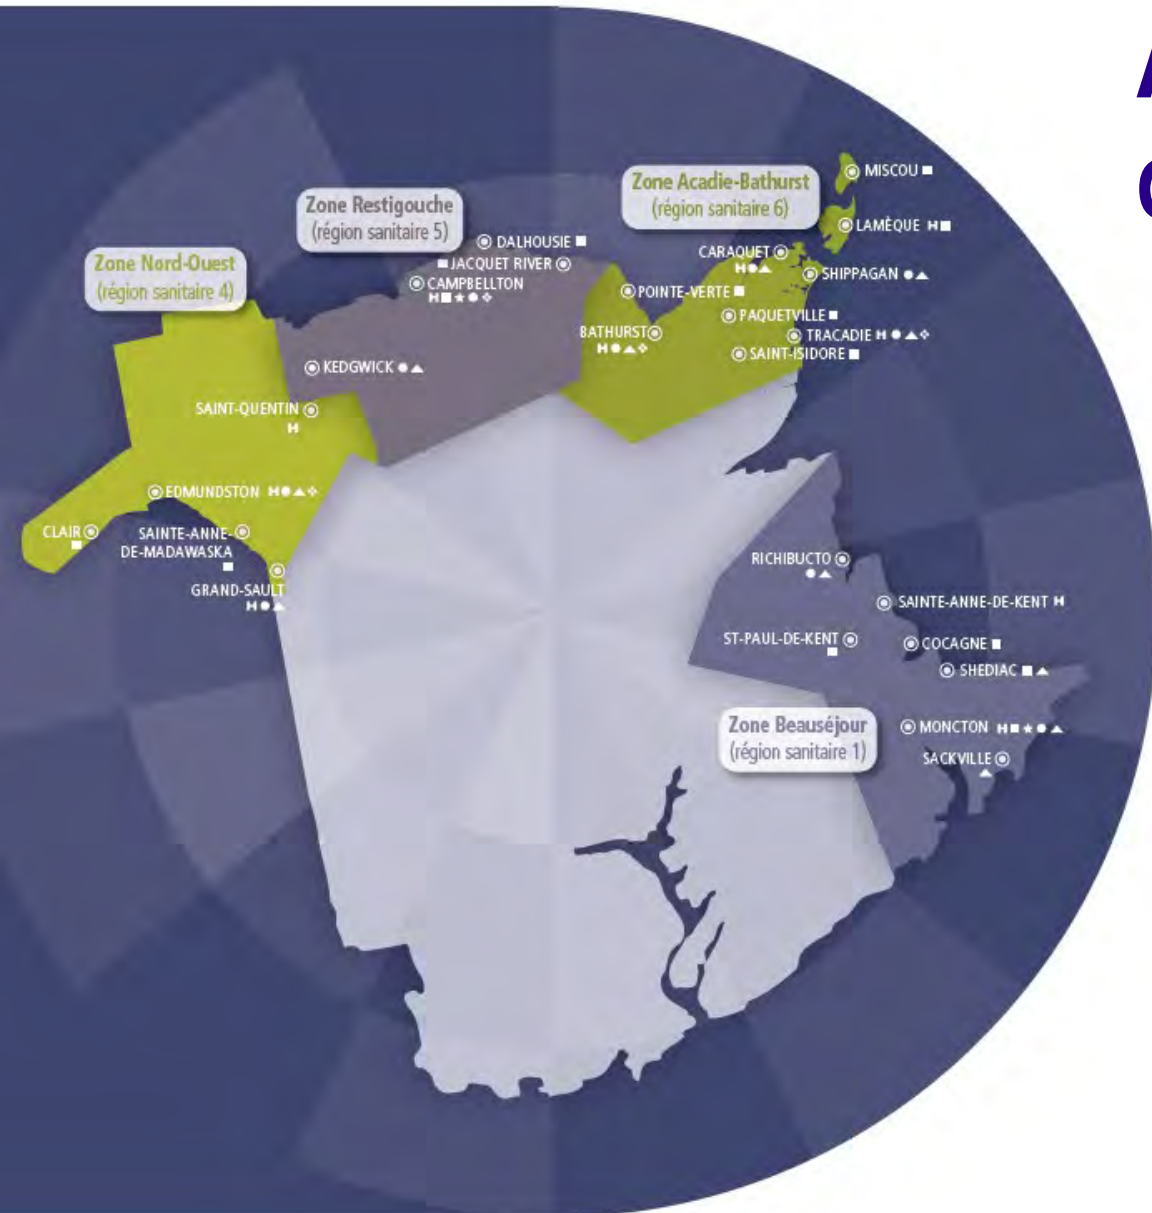 A
Zone Acadie-Bathurst
(région sanitaire 6)
MISCOU
Zone Restigouche
(région sanitaire 5)
LAMÈQUE H
DALHOUSIE
CARAQUET
H
Zone Nord-Ouest
(région sanitaire 4)
JACQUET RIVER
SHIPPAGAN
CAMPBELLTON
H
POINTE-VERTE
PAQUETVILLE
BATHURST
H
TRACADIE H
SAINT-ISIDORE
KEDGWICK
SAINT-QUENTIN
H
EDMUNDSTON H
CLAIR
SAINTE-ANNE-
DE-MADAWASKA
GRAND-SAULT
H
RICHIBUCTO
SAINTE-ANNE-DE-KENT H
ST-PAUL-DE-KENT
COCAGNE
SHEDIAC
Zone Beauséjour
(région sanitaire 1)
MONCTON H
SACKVILLE